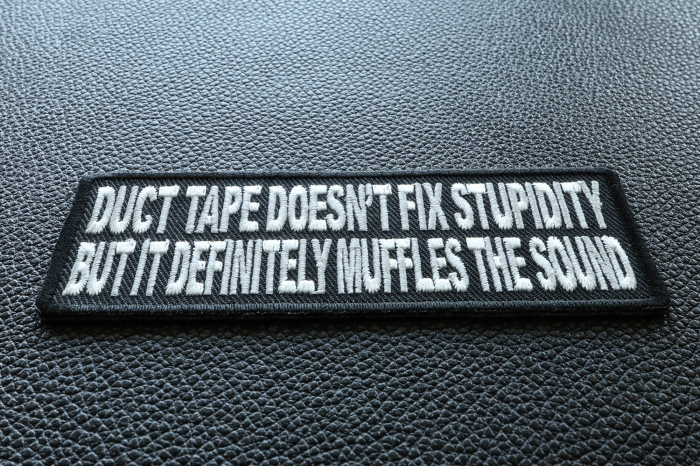 DUCT TAPE DOESN'T FIX STUPIDITY
BUT IT DEFINITELY MUFFLES THE SOUND